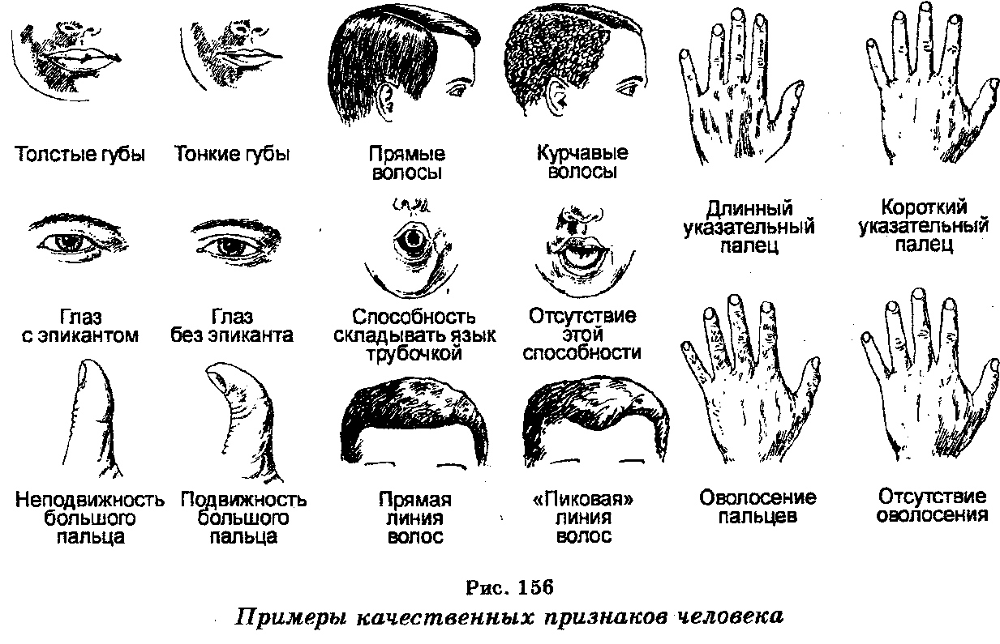 Толстые губы
Тонкие губы
Прямые
волосы
Курчавые
волосы
Длинный
указательный
палец
Короткий
указательный
палец
Глаз
с эпикантом
Глаз
без эпиканта
Способность
складывать язык
трубочкой
Отсутствие
этой
способности
Неподвижность
большого
пальца
Подвижность
большого
пальца
Прямая
линия
волос
«Пиковая»
линия
волос
Оволосение
пальцев
Отсутствие
оволосения
Рис. 156
Примеры качественных признаков человека